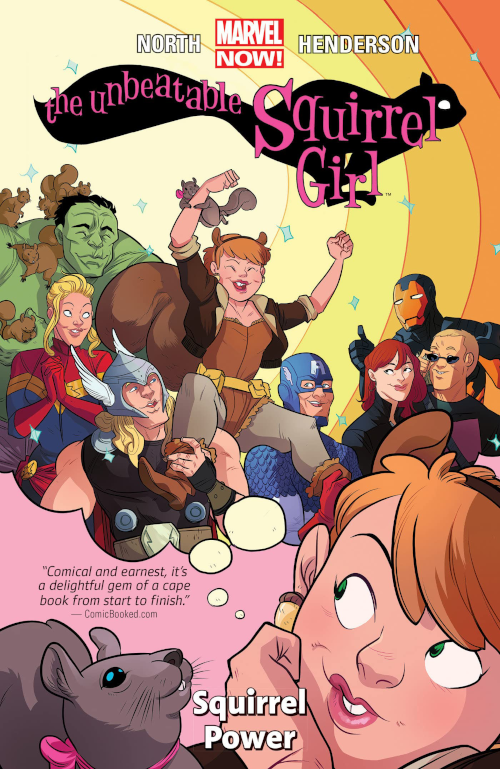 NORTH
MARVEL
NOW!
HENDERSON
the unbeatable
Squirrel
Girl™
A
"Comical and earnest, it's
a delightful gem of a cape
book from start to finish."
— ComicBooked.com
Squirrel
Power